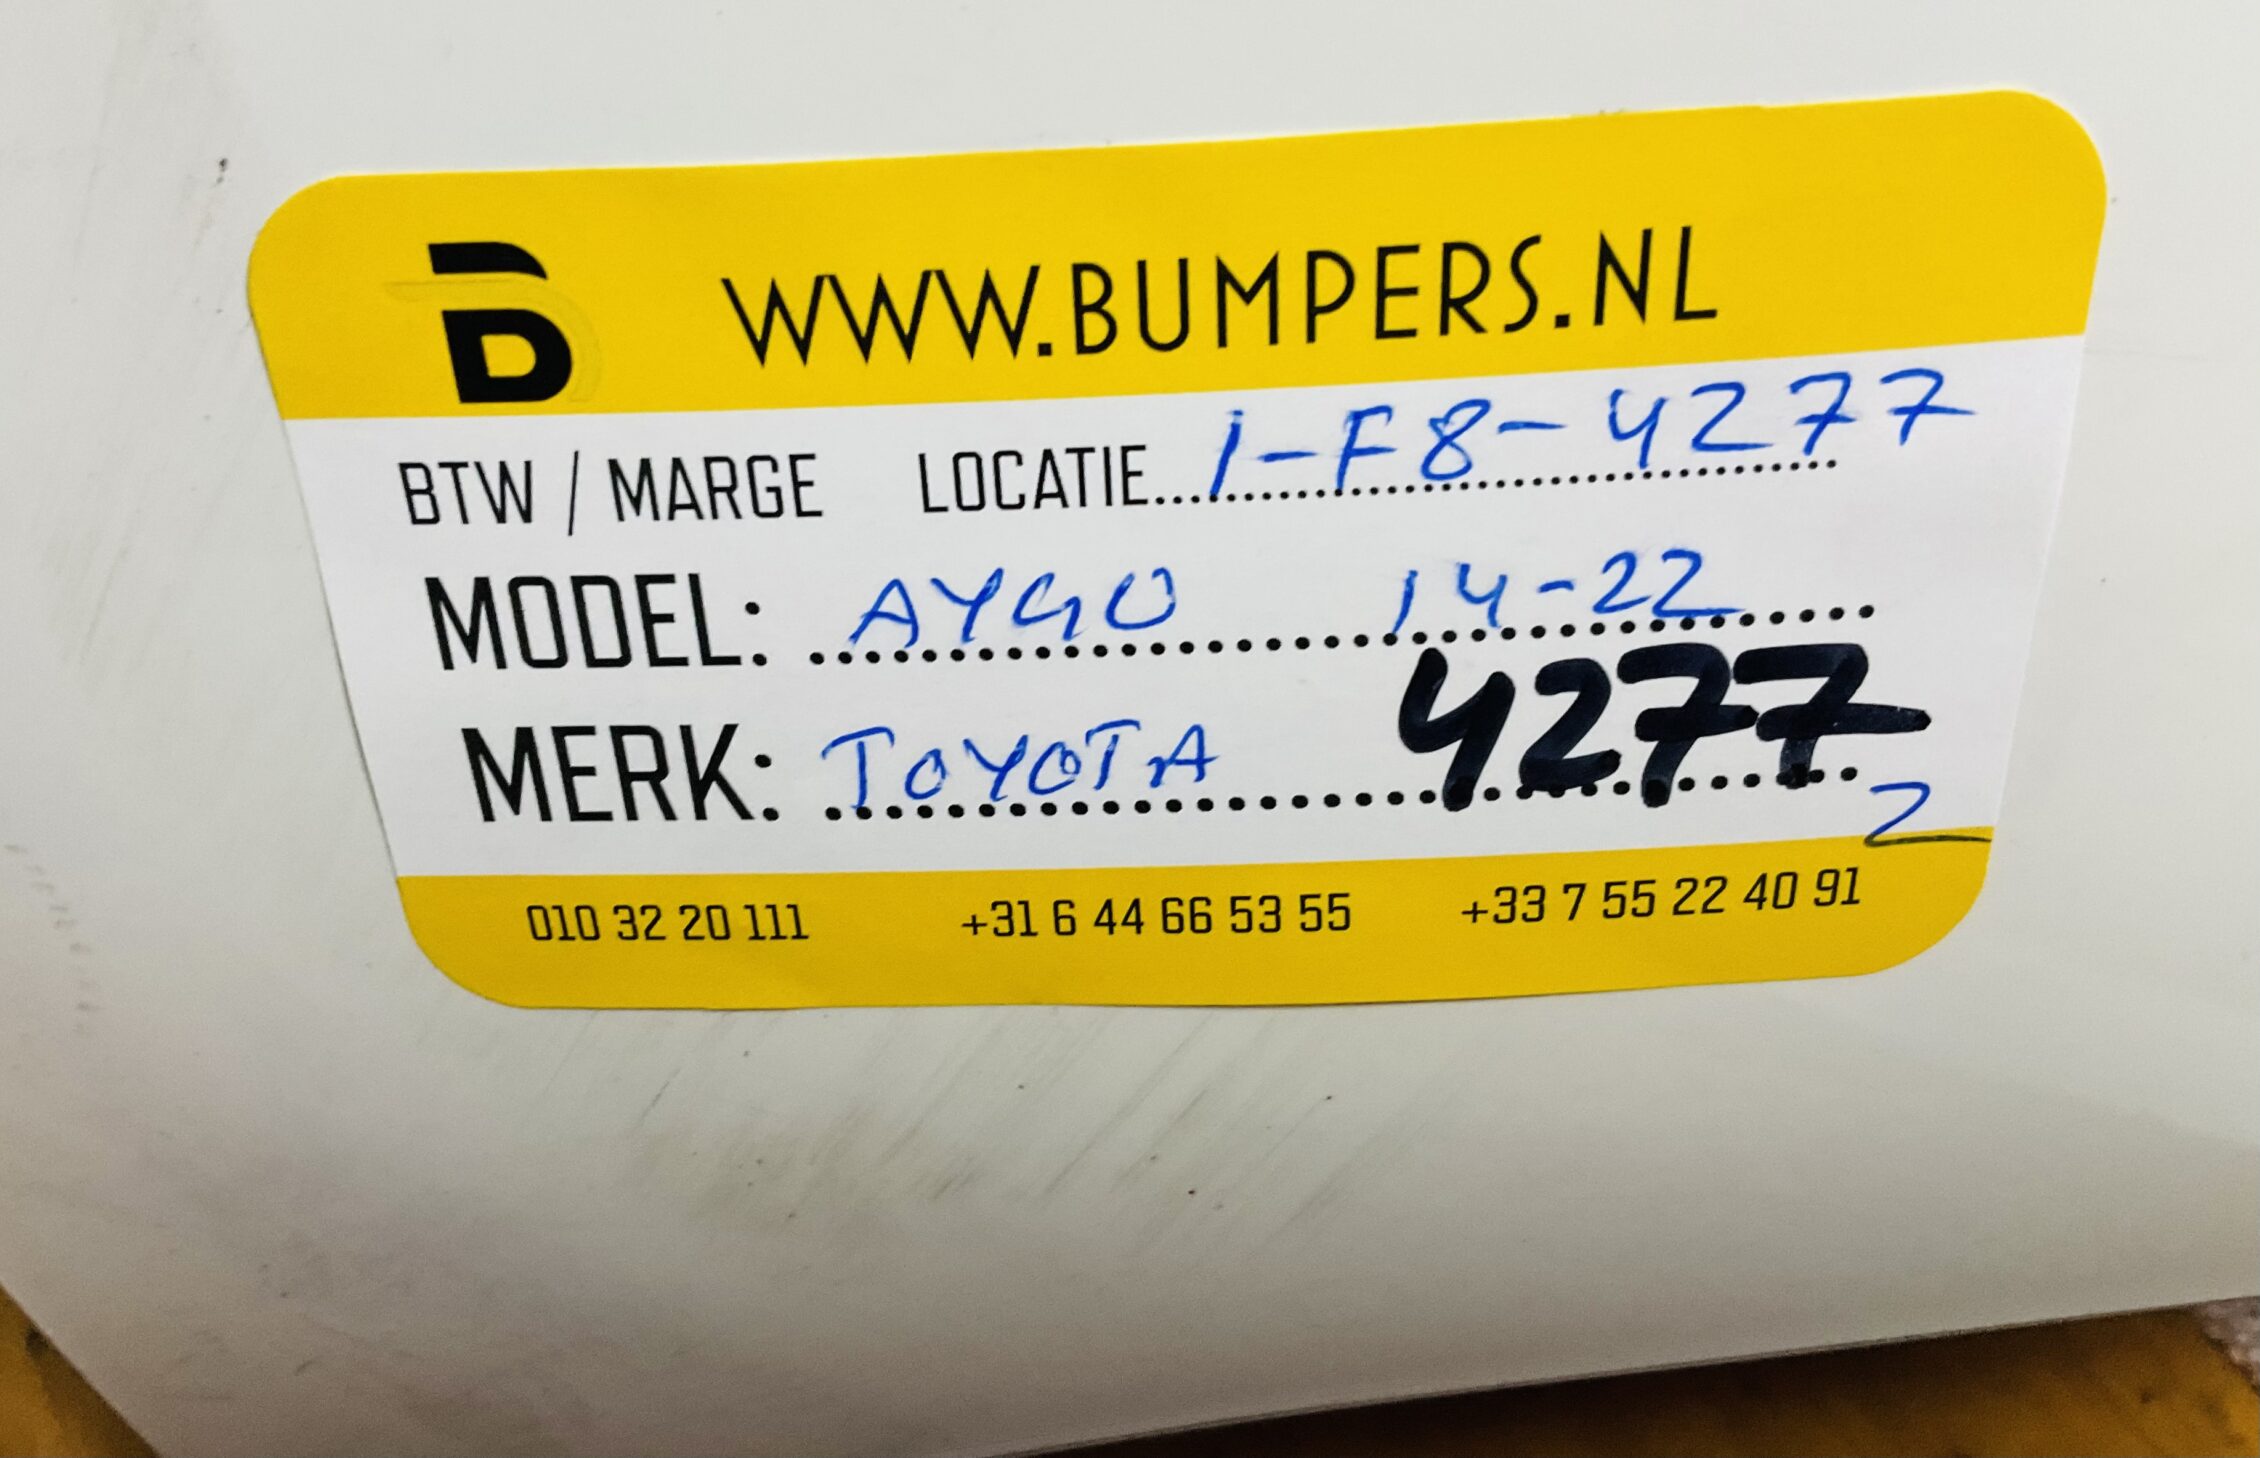 B WWW.BUMPERS.NL
BTW / MARGE LOCATIE 1-F8-4277
MODEL: AYGO 14-22
4277
MERK: TOYOTA
2
010 32 20 111 +31 6 44 66 53 55 +33 7 55 22 40 91